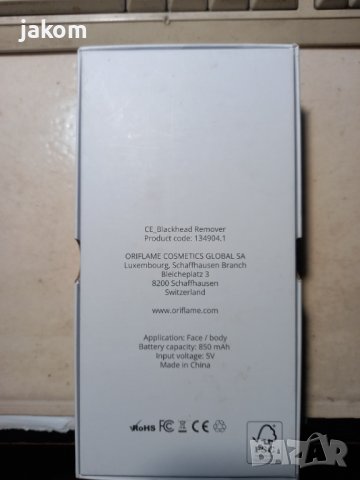 jakom
CE_Blackhead Remover
Product code: 134904.1
ORIFLAME COSMETICS GLOBAL SA
Luxembourg, Schaffhausen Branch
Bleicheplatz 3
8200 Schaffhausen
Switzerland
www.oriflame.com
Application: Face / body
Battery capacity: 850 mAh
Input voltage: 5V
Made in China
RoHS FC CE
BAZAR